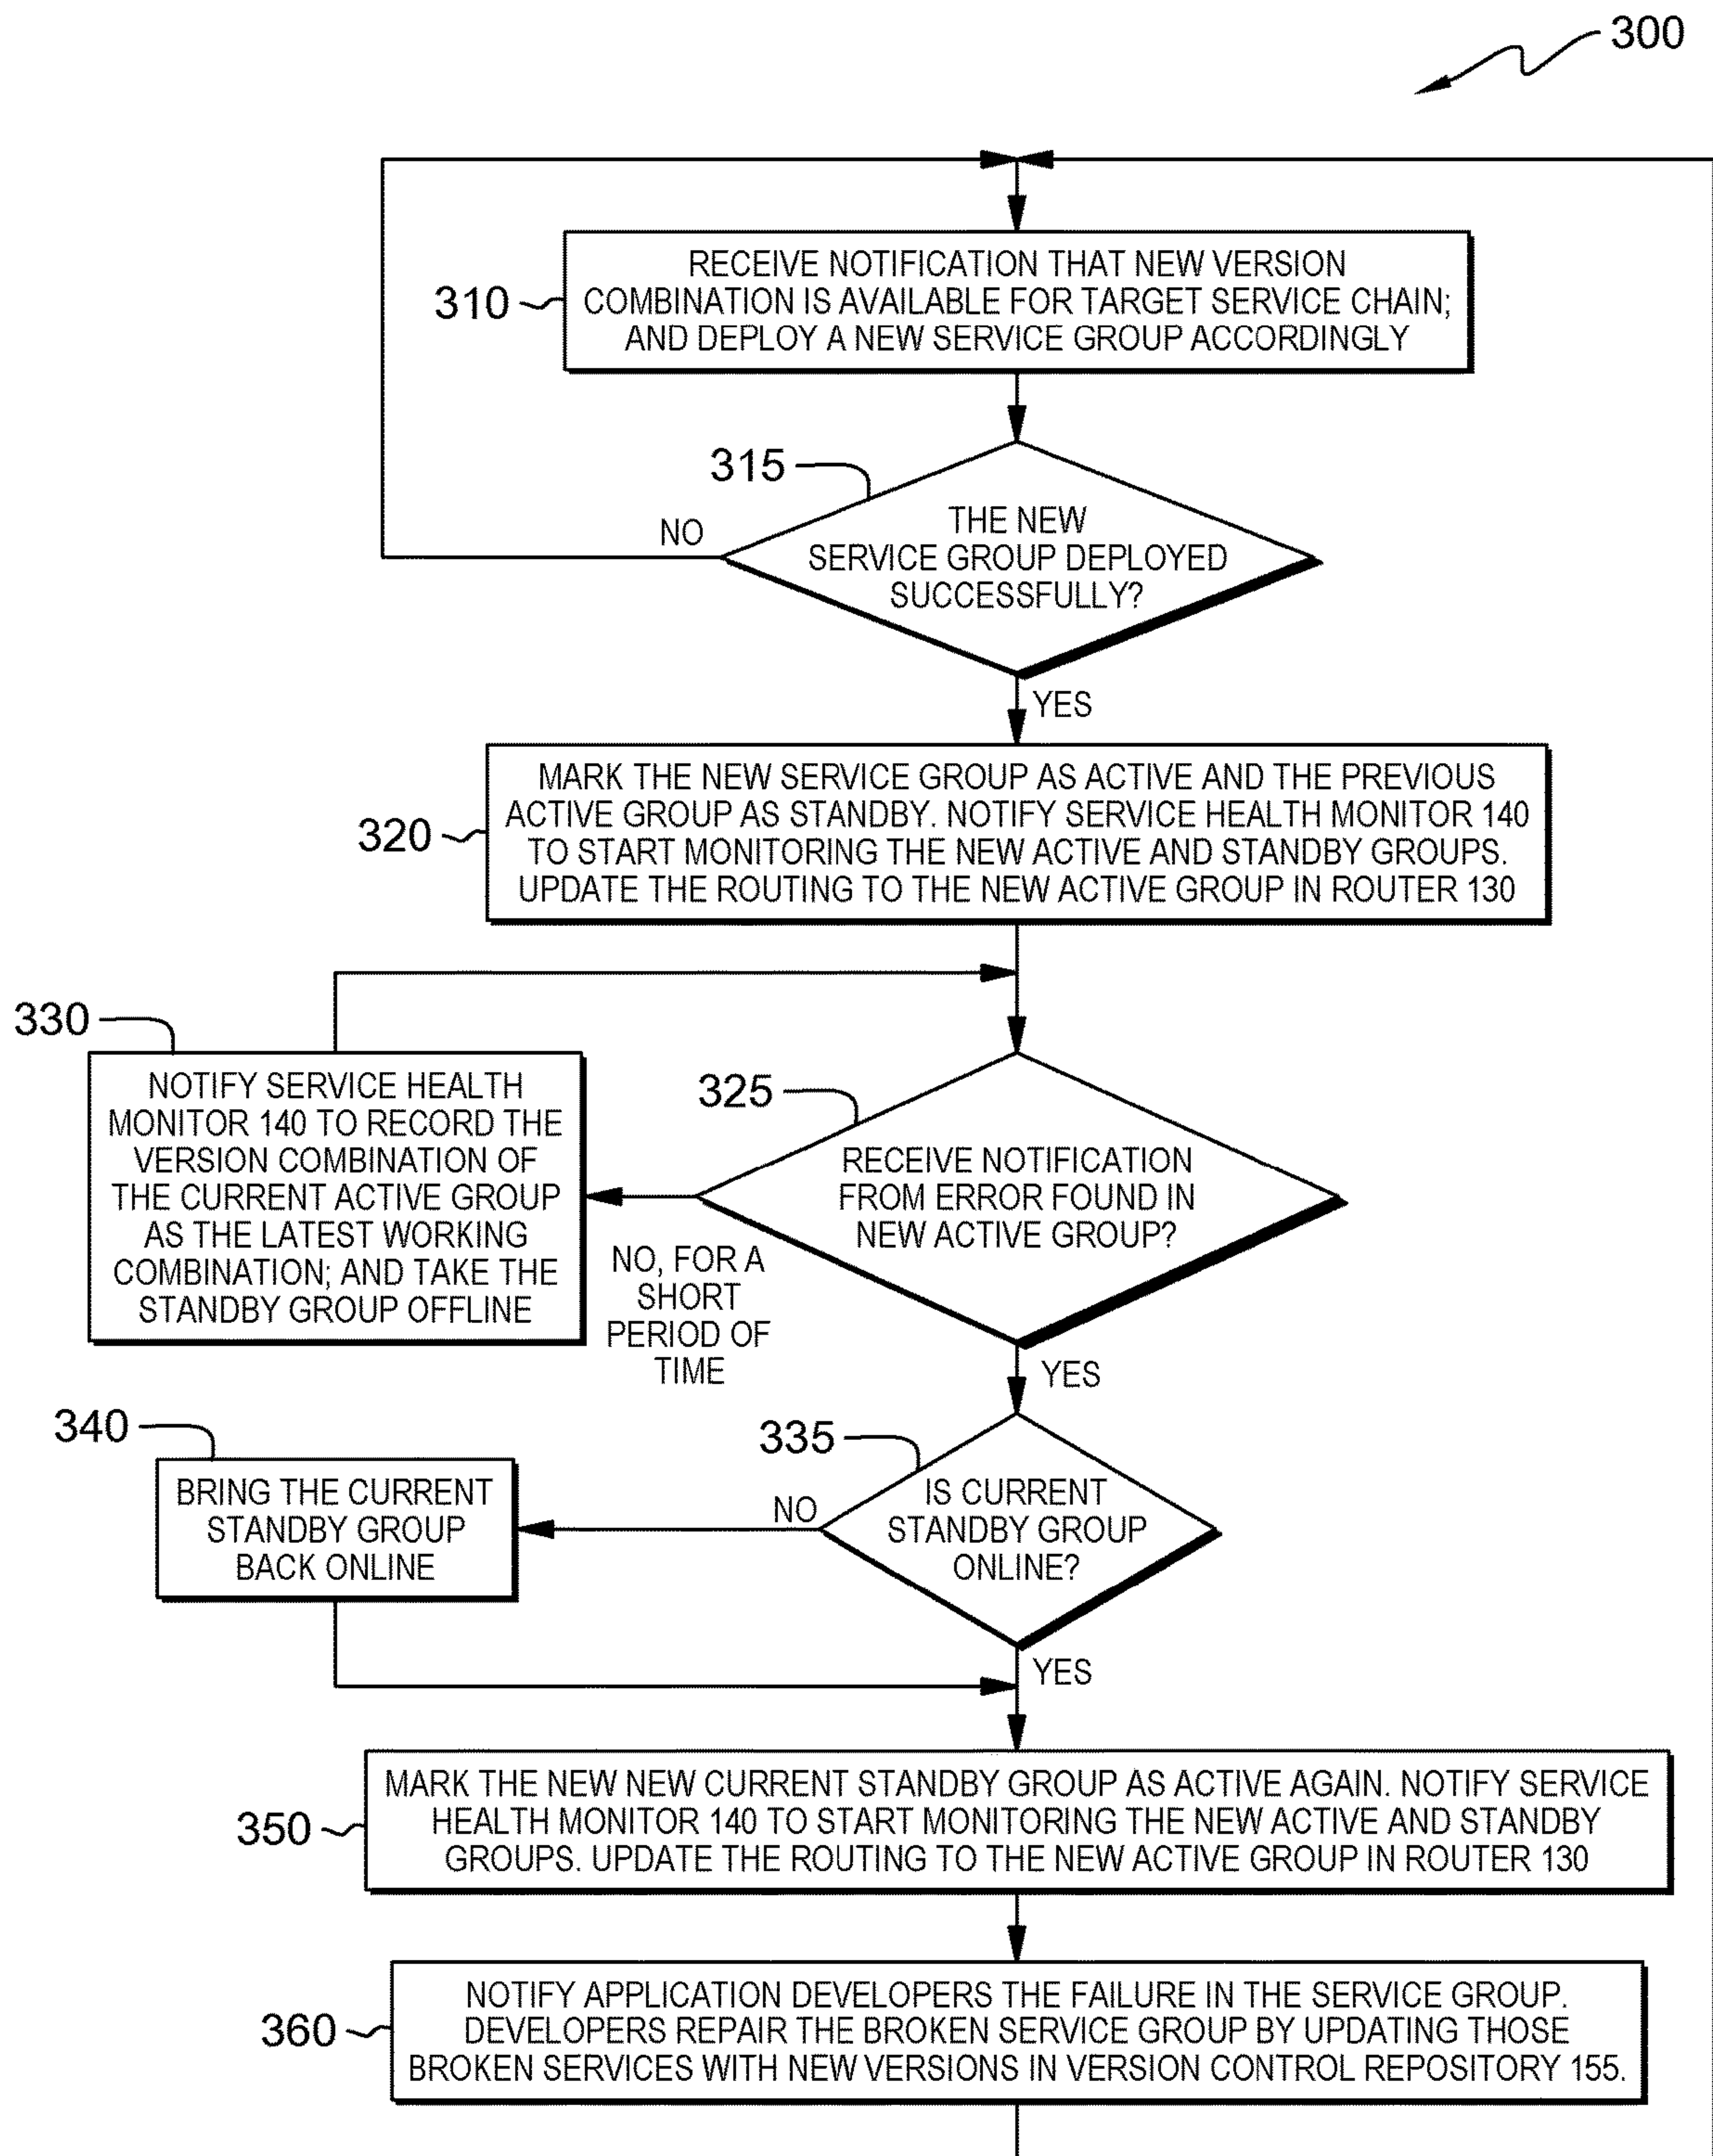 300
310
RECEIVE NOTIFICATION THAT NEW VERSION
COMBINATION IS AVAILABLE FOR TARGET SERVICE CHAIN;
AND DEPLOY A NEW SERVICE GROUP ACCORDINGLY
315
NO
THE NEW
SERVICE GROUP DEPLOYED
SUCCESSFULLY?
YES
320
MARK THE NEW SERVICE GROUP AS ACTIVE AND THE PREVIOUS
ACTIVE GROUP AS STANDBY. NOTIFY SERVICE HEALTH MONITOR 140
TO START MONITORING THE NEW ACTIVE AND STANDBY GROUPS.
UPDATE THE ROUTING TO THE NEW ACTIVE GROUP IN ROUTER 130
330
NOTIFY SERVICE HEALTH
MONITOR 140 TO RECORD THE
VERSION COMBINATION OF
THE CURRENT ACTIVE GROUP
AS THE LATEST WORKING
COMBINATION; AND TAKE THE
STANDBY GROUP OFFLINE
325
RECEIVE NOTIFICATION
FROM ERROR FOUND IN
NEW ACTIVE GROUP?
NO, FOR A
SHORT
PERIOD OF
TIME
YES
340
BRING THE CURRENT
STANDBY GROUP
BACK ONLINE
335
NO
IS CURRENT
STANDBY GROUP
ONLINE?
YES
350
MARK THE NEW NEW CURRENT STANDBY GROUP AS ACTIVE AGAIN. NOTIFY SERVICE
HEALTH MONITOR 140 TO START MONITORING THE NEW ACTIVE AND STANDBY
GROUPS. UPDATE THE ROUTING TO THE NEW ACTIVE GROUP IN ROUTER 130
360
NOTIFY APPLICATION DEVELOPERS THE FAILURE IN THE SERVICE GROUP.
DEVELOPERS REPAIR THE BROKEN SERVICE GROUP BY UPDATING THOSE
BROKEN SERVICES WITH NEW VERSIONS IN VERSION CONTROL REPOSITORY 155.